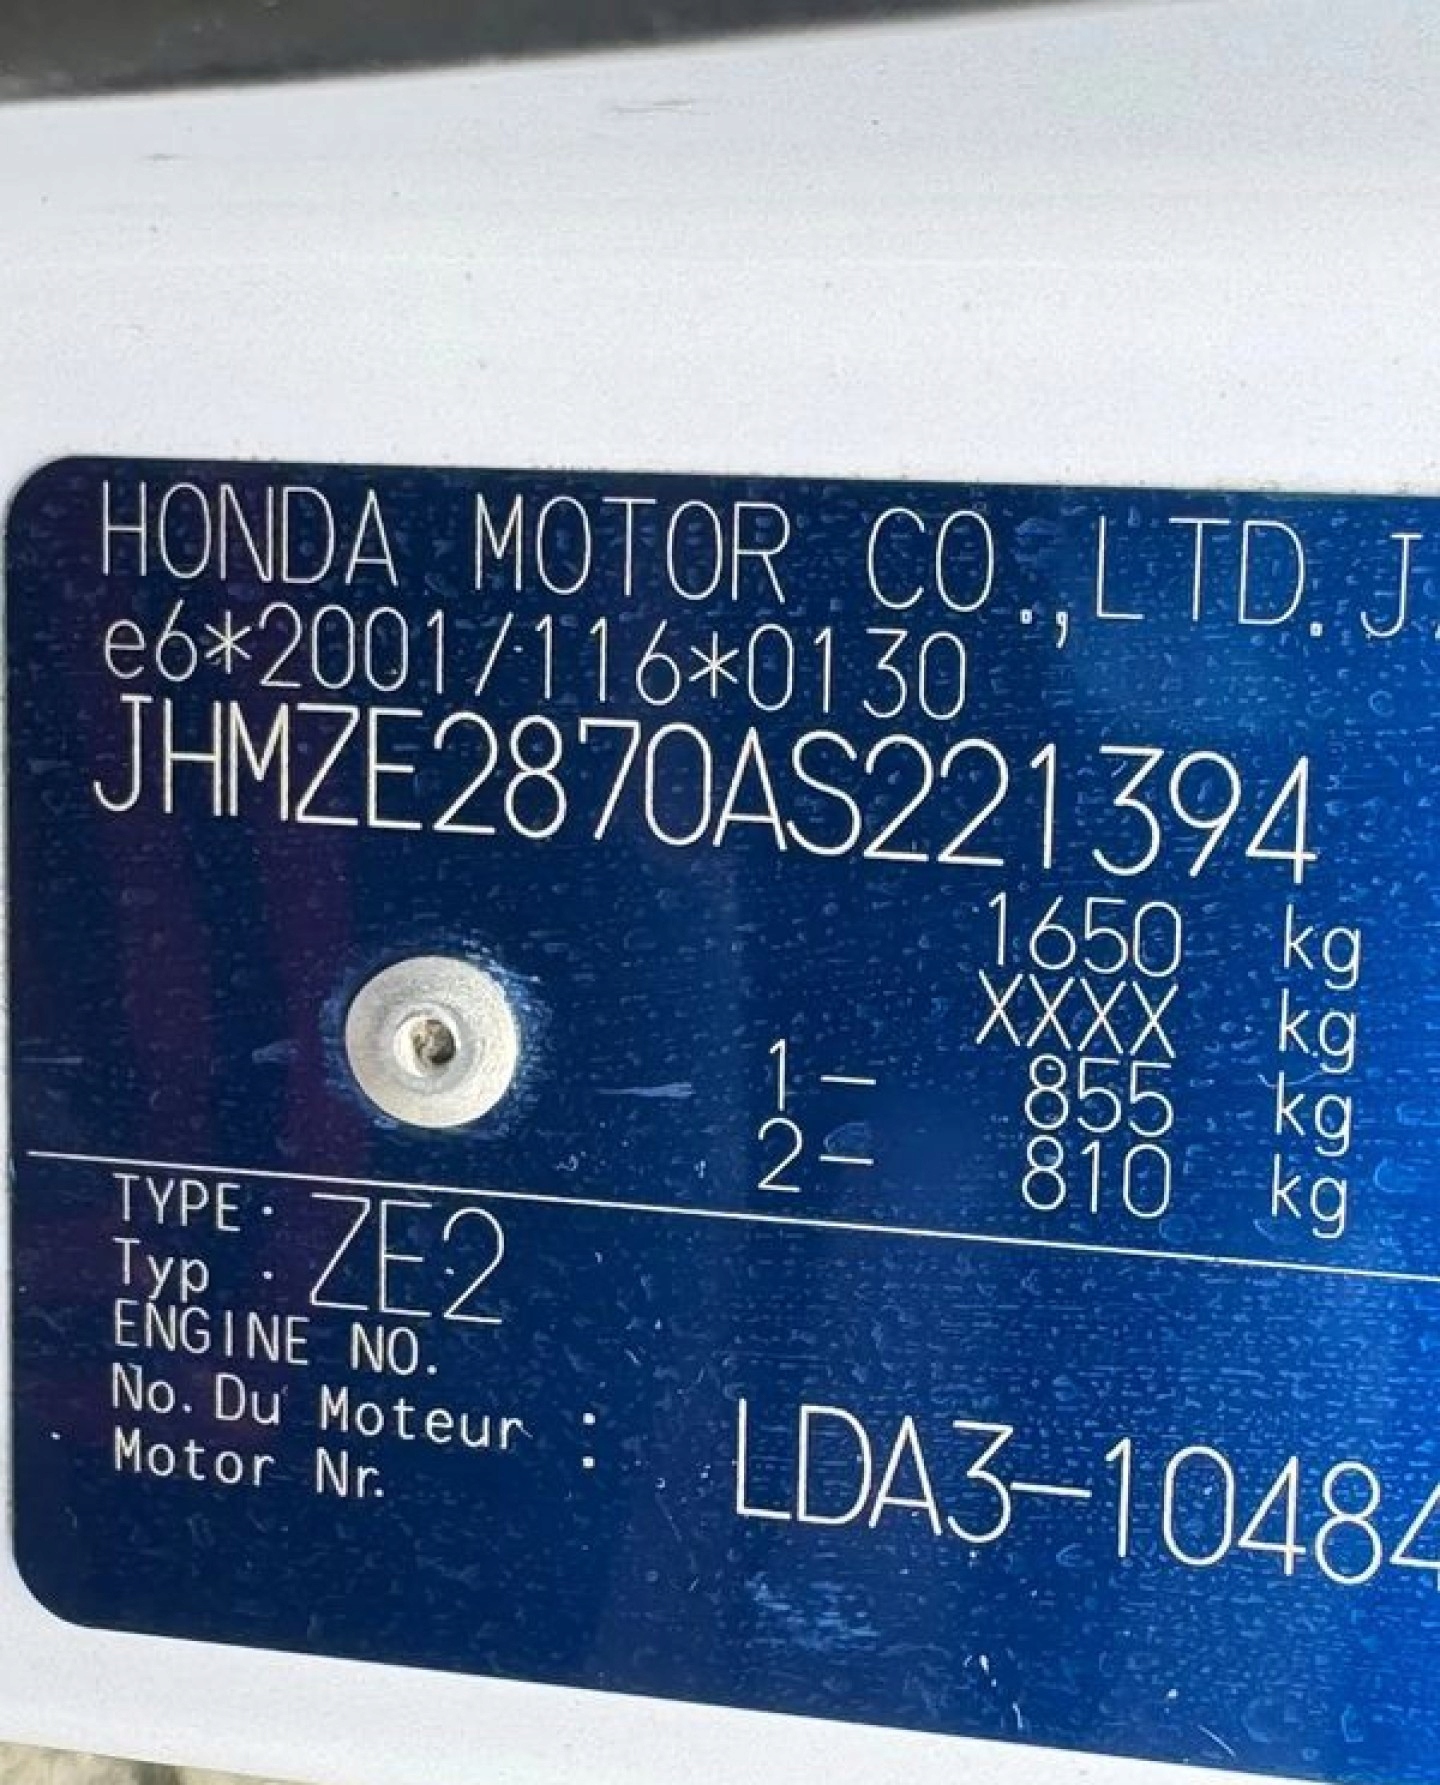 HONDA MOTOR CO.,LTD.J
e6*2001/116*0130
JHMZE2870AS221394
1650 kg
XXXX kg
1- 855 kg
2- 810 kg
TYPE : ZE2
Typ
ENGINE NO.
No. Du Moteur :
Motor Nr.
LDA3-10484